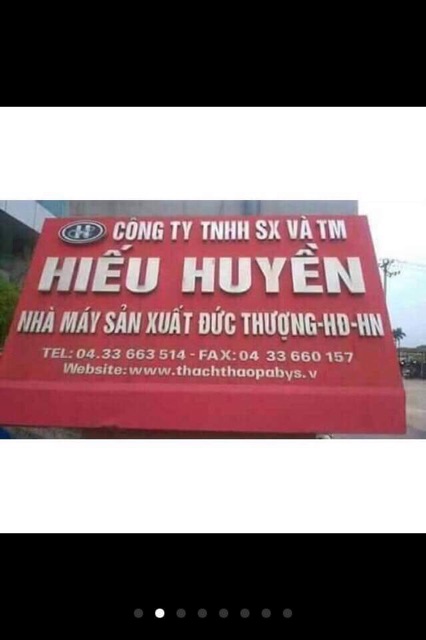 H
CÔNG TY TNHH SX VÀ TM
HIẾU HUYỀN
NHÀ MÁY SẢN XUẤT ĐỨC THƯỢNG-HĐ-HN
TEL: 04.33 663 514 - FAX: 04 33 660 157
Website: www.thachthaopabys.v